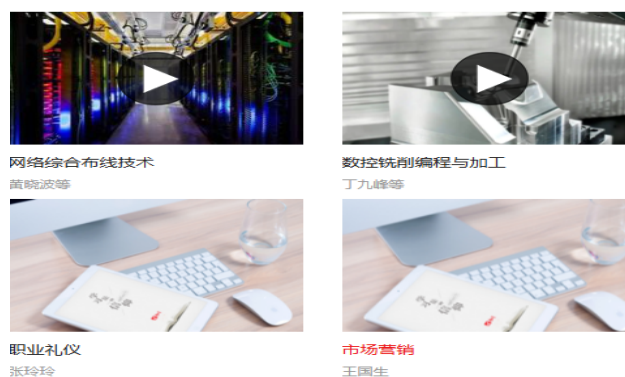 网络综合布线技术
数控铣削编程与加工
黄晓波等
丁九峰等
职业礼仪
市场营销
张玲玲
王国生